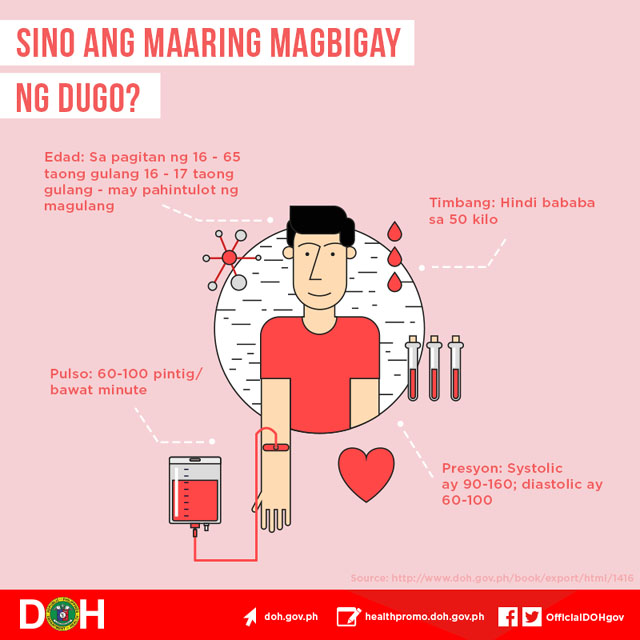 SINO ANG MAARING MAGBIGAY
NG DUGO?
Edad: Sa pagitan ng 16 - 65
taong gulang 16 - 17 taong
gulang - may pahintulot ng
magulang
Timbang: Hindi bababa
sa 50 kilo
Pulso: 60-100 pintig/
bawat minute
Presyon: Systolic
ay 90-160; diastolic ay
60-100
Source: http://www.doh.gov.ph/book/export/html/1416
DOH
doh.gov.ph
healthpromo.doh.gov.ph
OfficialDOHgov